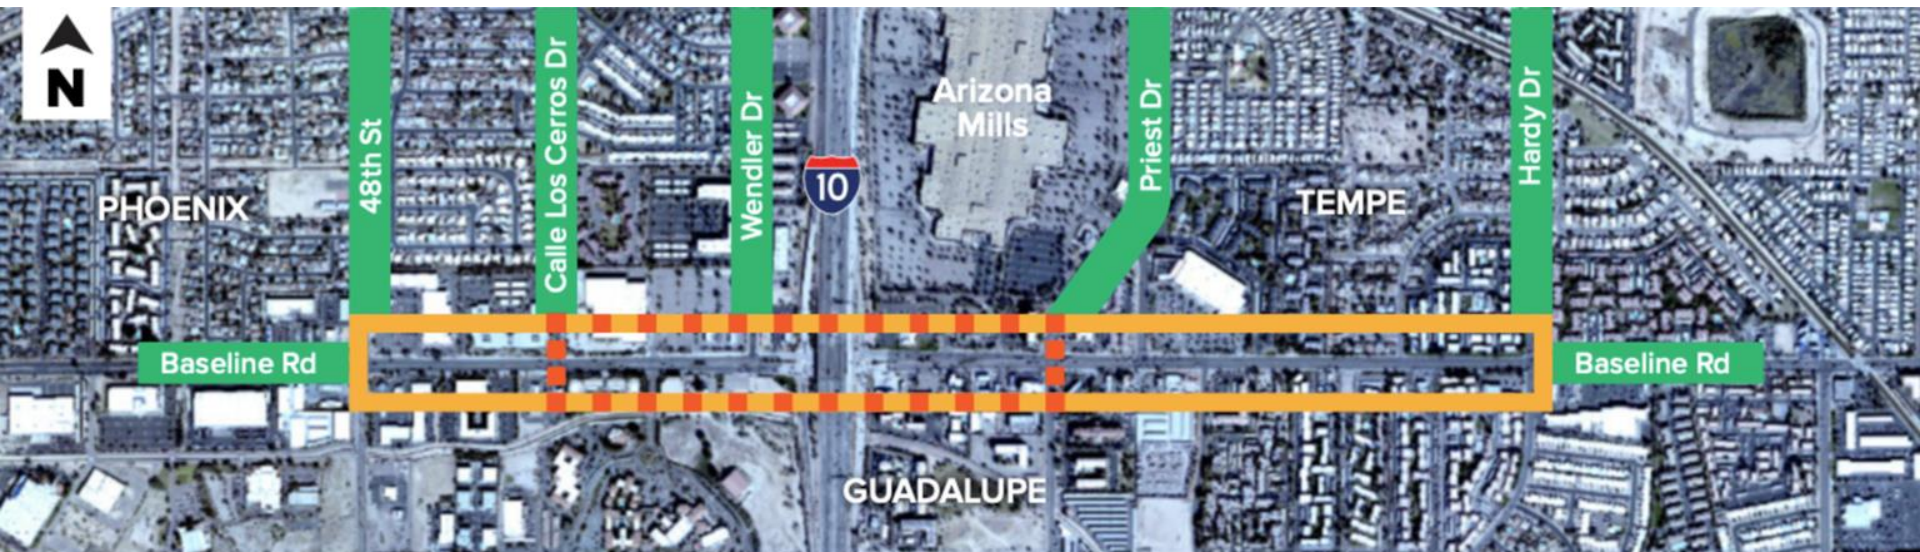 N
48th St
Calle Los Cerros Dr
Wendler Dr
10
Arizona
Mills
Priest Dr
Hardy Dr
PHOENIX
TEMPE
Baseline Rd
Baseline Rd
GUADALUPE